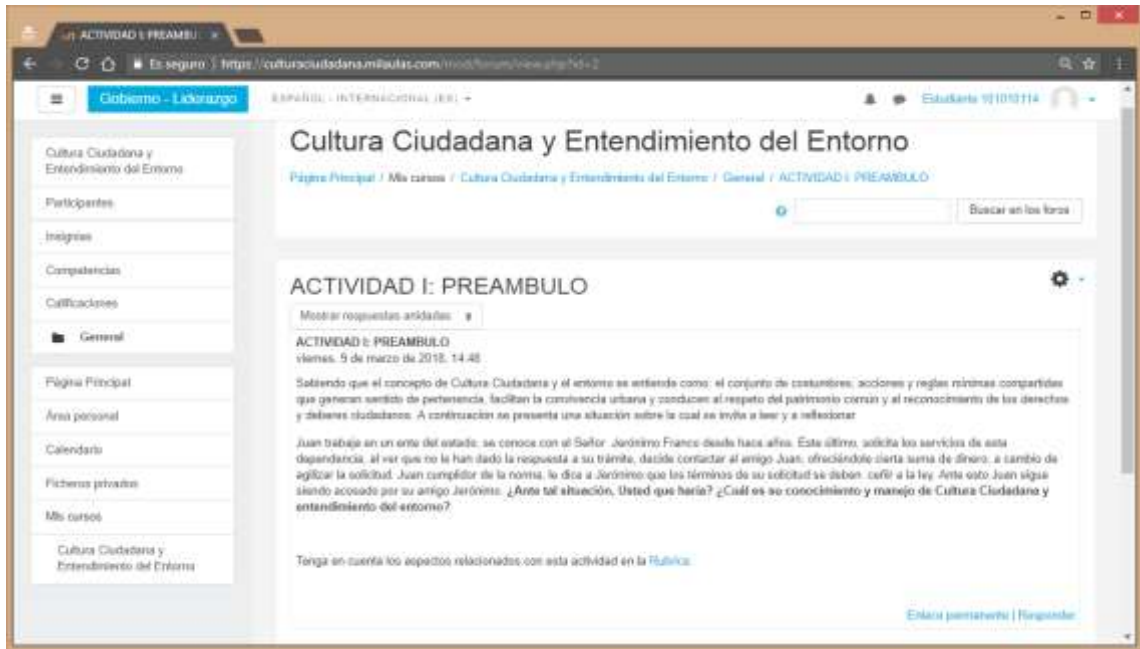 ACTIVIDAD I: PREAMBU
Es seguro | https://culturaciudadana.milaulas.com/mod/forum/view.php?id=2
Gobierno - Liderazgo
ESPAÑOL - INTERNACIONAL (ES)
Estudiante 101010114
Cultura Ciudadana y
Entendimiento del Entorno
Participantes
Insignias
Competencias
Calificaciones
General
Página Principal
Área personal
Calendario
Ficheros privados
Mis cursos
Cultura Ciudadana y
Entendimiento del Entorno
Cultura Ciudadana y Entendimiento del Entorno
Página Principal / Mis cursos / Cultura Ciudadana y Entendimiento del Entorno / General / ACTIVIDAD I: PREAMBULO
Buscar en los foros
ACTIVIDAD I: PREAMBULO
Mostrar respuestas anidadas
ACTIVIDAD I: PREAMBULO
viernes, 9 de marzo de 2018, 14:48
Sabiendo que el concepto de Cultura Ciudadana y el entorno se entiende como: el conjunto de costumbres, acciones y reglas mínimas compartidas
que generan sentido de pertenencia, facilitan la convivencia urbana y conducen al respeto del patrimonio común y al reconocimiento de los derechos
y deberes ciudadanos. A continuación se presenta una situación sobre la cual se invita a leer y a reflexionar
Juan trabaja en un ente del estado, se conoce con el Señor Jerónimo Franco desde hace años. Este último, solicita los servicios de esta
dependencia, al ver que no le han dado la respuesta a su trámite, decide contactar al amigo Juan, ofreciéndole cierta suma de dinero, a cambio de
agilizar la solicitud. Juan cumplidor de la norma, le dice a Jerónimo que los términos de su solicitud se deben ceñir a la ley. Ante esto Juan sigue
siendo acosado por su amigo Jerónimo. ¿Ante tal situación, Usted que haría? ¿Cuál es su conocimiento y manejo de Cultura Ciudadana y
entendimiento del entorno?
Tenga en cuenta los aspectos relacionados con esta actividad en la Rubrica.
Enlace permanente | Responder